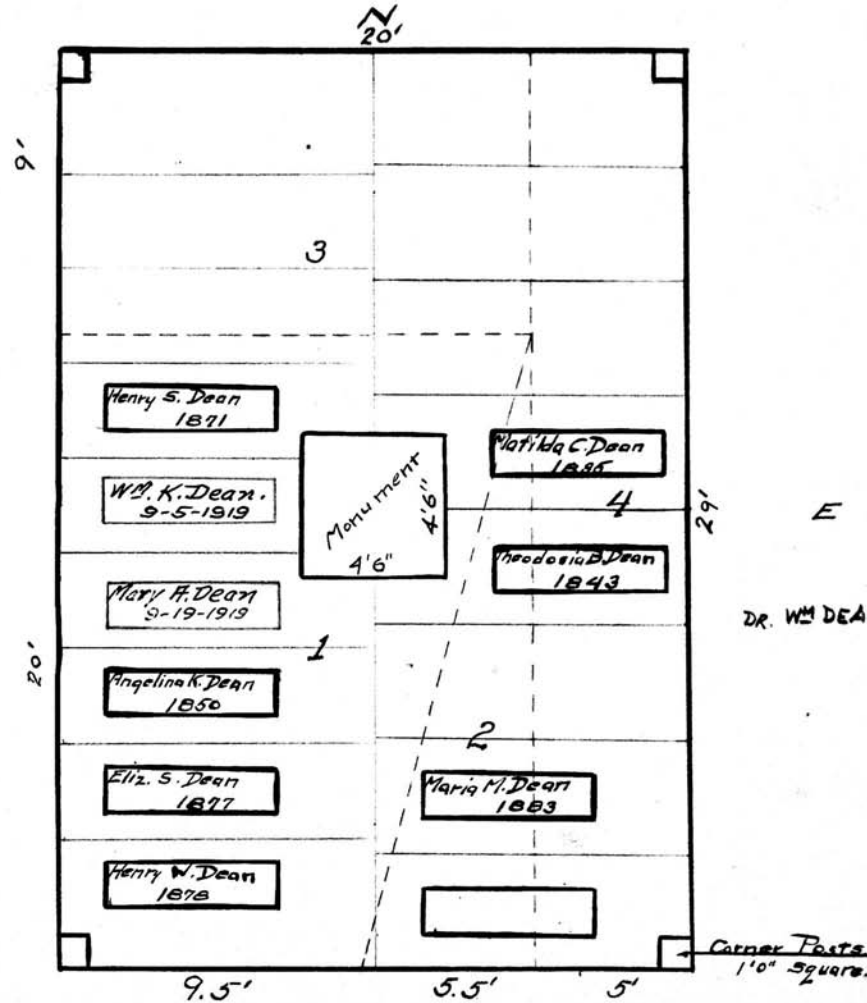 N
20'
9'
3
Henry S. Dean
1871
Wm. K. Dean.
9-5-1919
Monument
4'6"
4'6"
Matilda C. Dean
4
29'
E
Mary A. Dean
9-19-1919
Theodosia B. Dean
1843
DR. WM DEA
20'
1
Angelina K. Dean
1850
2
Eliz. S. Dean
1877
Maria M. Dean
1883
Henry W. Dean
1878
Corner Posts
1'0" Square.
9.5'
5.5'
5'